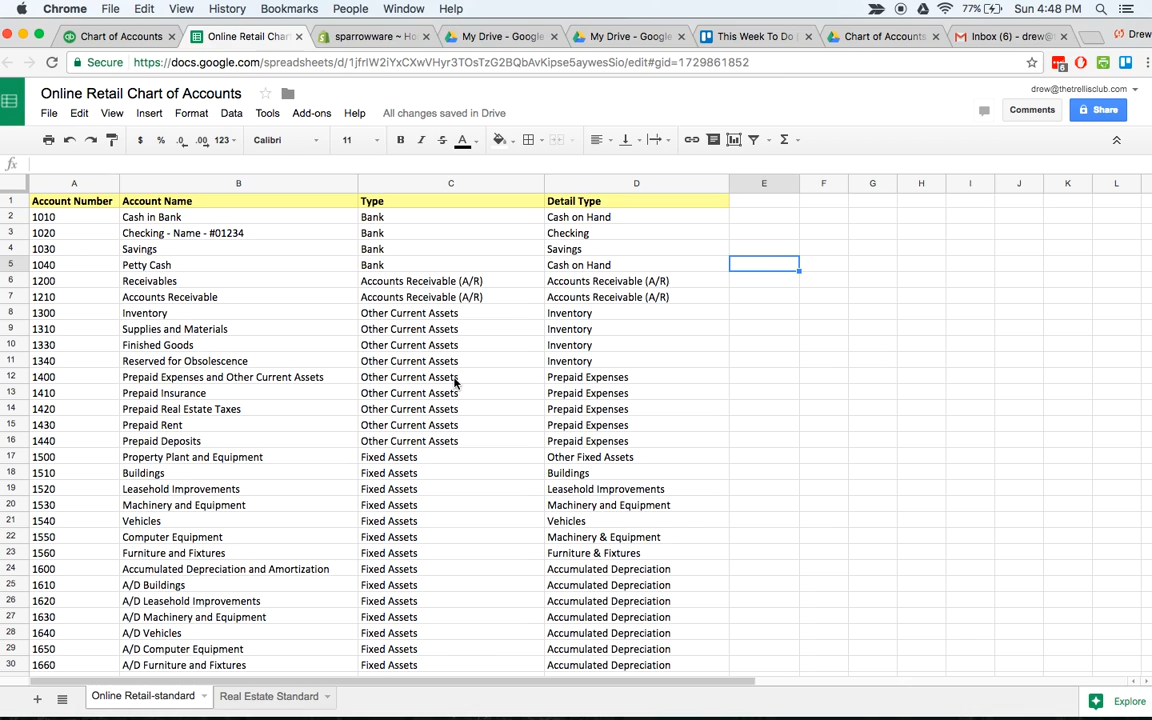 Chrome File Edit View History Bookmarks People Window Help 77% Sun 4:48 PM
Chart of Accounts × Online Retail Chart × sparrowware ~ Ho × My Drive - Google × My Drive - Google × This Week To Do × Chart of Accounts × Inbox (6) - drew@ × Drew
Secure https://docs.google.com/spreadsheets/d/1jfrIW2iYxCXwVHyr3TOsTzG2BQbAvKipse5aywesSio/edit#gid=1729861852
Online Retail Chart of Accounts drew@thetrellisclub.com
File Edit View Insert Format Data Tools Add-ons Help All changes saved in Drive Comments Share
$ % .0 .00 123 Calibri 11 B I S A Σ
fx
A B C D E F G H I J K L
1 Account Number Account Name Type Detail Type
2 1010 Cash in Bank Bank Cash on Hand
3 1020 Checking - Name - #01234 Bank Checking
4 1030 Savings Bank Savings
5 1040 Petty Cash Bank Cash on Hand
6 1200 Receivables Accounts Receivable (A/R) Accounts Receivable (A/R)
7 1210 Accounts Receivable Accounts Receivable (A/R) Accounts Receivable (A/R)
8 1300 Inventory Other Current Assets Inventory
9 1310 Supplies and Materials Other Current Assets Inventory
10 1330 Finished Goods Other Current Assets Inventory
11 1340 Reserved for Obsolescence Other Current Assets Inventory
12 1400 Prepaid Expenses and Other Current Assets Other Current Assets Prepaid Expenses
13 1410 Prepaid Insurance Other Current Assets Prepaid Expenses
14 1420 Prepaid Real Estate Taxes Other Current Assets Prepaid Expenses
15 1430 Prepaid Rent Other Current Assets Prepaid Expenses
16 1440 Prepaid Deposits Other Current Assets Prepaid Expenses
17 1500 Property Plant and Equipment Fixed Assets Other Fixed Assets
18 1510 Buildings Fixed Assets Buildings
19 1520 Leasehold Improvements Fixed Assets Leasehold Improvements
20 1530 Machinery and Equipment Fixed Assets Machinery and Equipment
21 1540 Vehicles Fixed Assets Vehicles
22 1550 Computer Equipment Fixed Assets Machinery & Equipment
23 1560 Furniture and Fixtures Fixed Assets Furniture & Fixtures
24 1600 Accumulated Depreciation and Amortization Fixed Assets Accumulated Depreciation
25 1610 A/D Buildings Fixed Assets Accumulated Depreciation
26 1620 A/D Leasehold Improvements Fixed Assets Accumulated Depreciation
27 1630 A/D Machinery and Equipment Fixed Assets Accumulated Depreciation
28 1640 A/D Vehicles Fixed Assets Accumulated Depreciation
29 1650 A/D Computer Equipment Fixed Assets Accumulated Depreciation
30 1660 A/D Furniture and Fixtures Fixed Assets Accumulated Depreciation
+ Online Retail-standard Real Estate Standard Explore